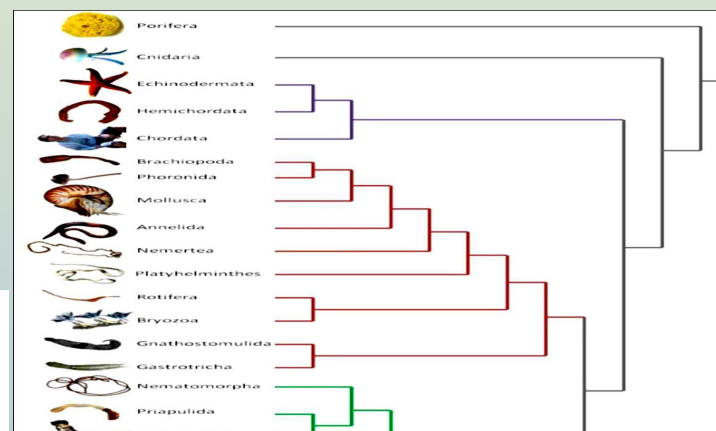 Porifera
Cnidaria
Echinodermata
Hemichordata
Chordata
Brachiopoda
Phoronida
Mollusca
Annelida
Nemertea
Platyhelminthes
Rotifera
Bryozoa
Gnathostomulida
Gastrotricha
Nematomorpha
Priapulida